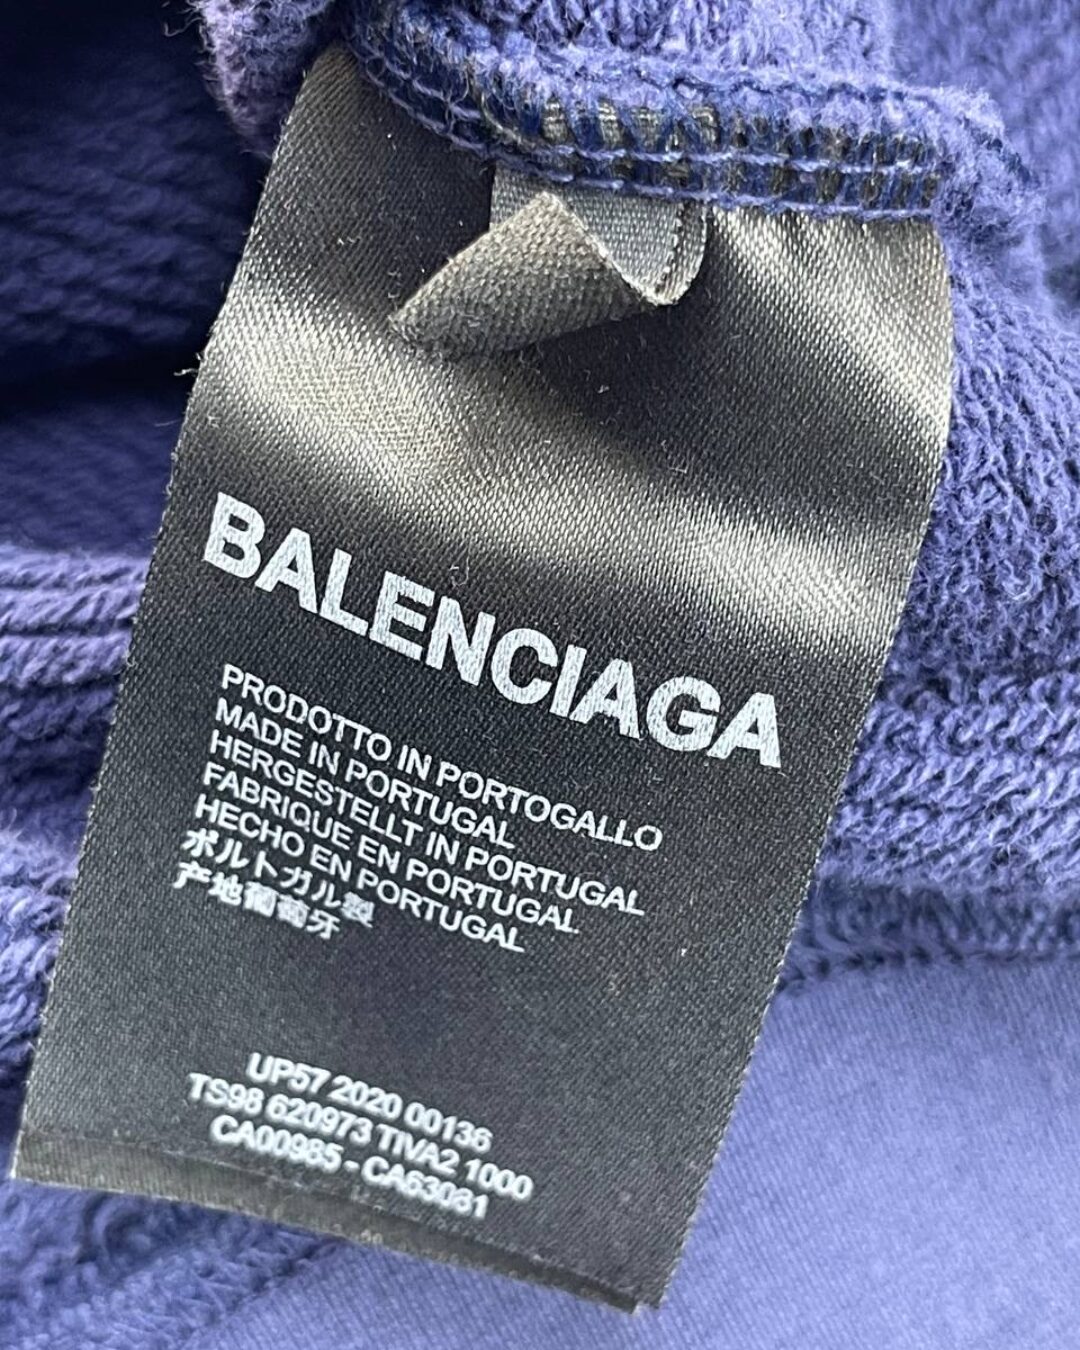 BALENCIAGA
PRODOTTO IN PORTOGALLO
MADE IN PORTUGAL
HERGESTELLT IN PORTUGAL
FABRIQUE EN PORTUGAL
HECHO EN PORTUGAL
ポルトガル製
产地葡萄牙
UP57 2020 00136
TS98 620973 TIVA2 1000
CA00985 - CA63081